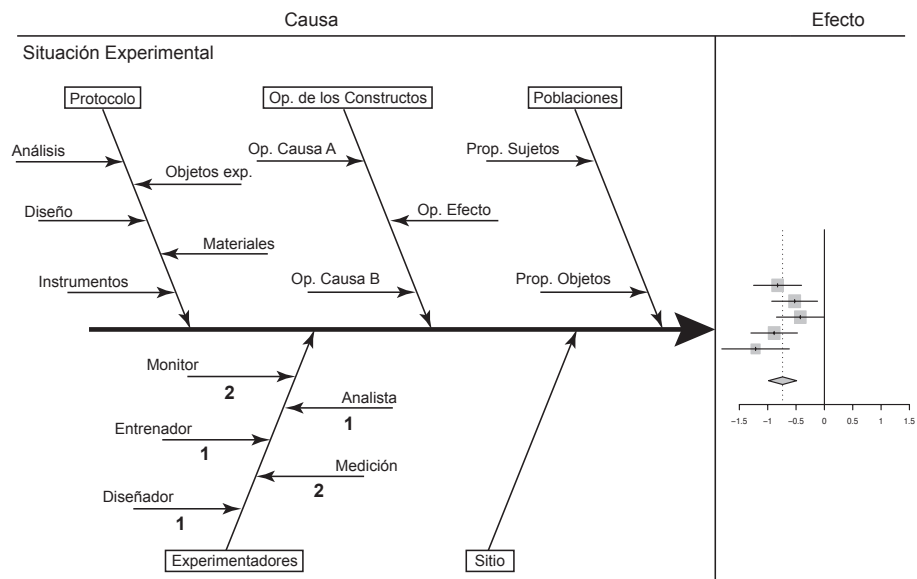 Causa
Efecto
Situación Experimental
Protocolo
Op. de los Constructos
Poblaciones
Análisis
Objetos exp.
Diseño
Materiales
Instrumentos
Op. Causa A
Op. Efecto
Op. Causa B
Prop. Sujetos
Prop. Objetos
Monitor
2
Analista
1
Entrenador
1
Medición
2
Diseñador
1
Experimentadores
Sitio
−1.5 −1 −0.5 0 0.5 1 1.5